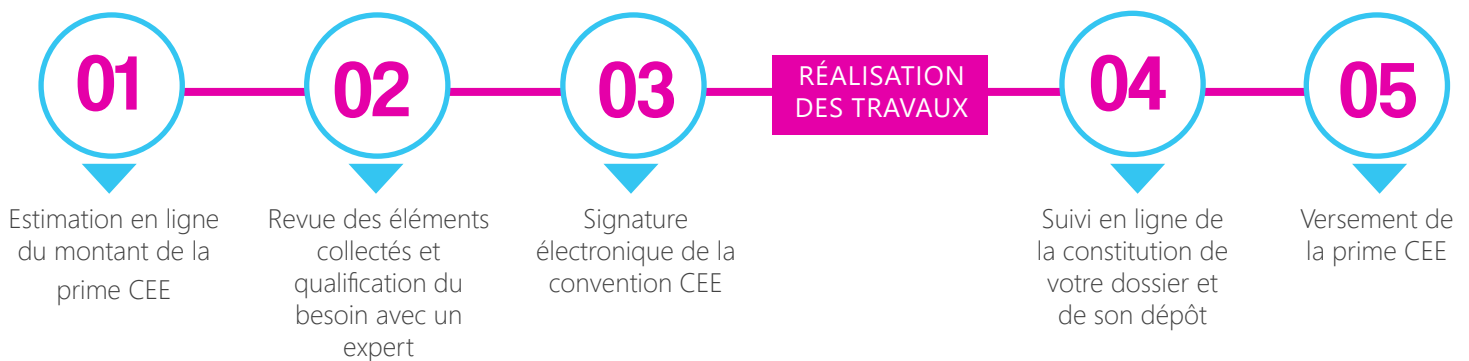 01
Estimation en ligne
du montant de la
prime CEE
02
Revue des éléments
collectés et
qualification du
besoin avec un
expert
03
Signature
électronique de la
convention CEE
RÉALISATION
DES TRAVAUX
04
Suivi en ligne de
la constitution de
votre dossier et
de son dépôt
05
Versement de
la prime CEE